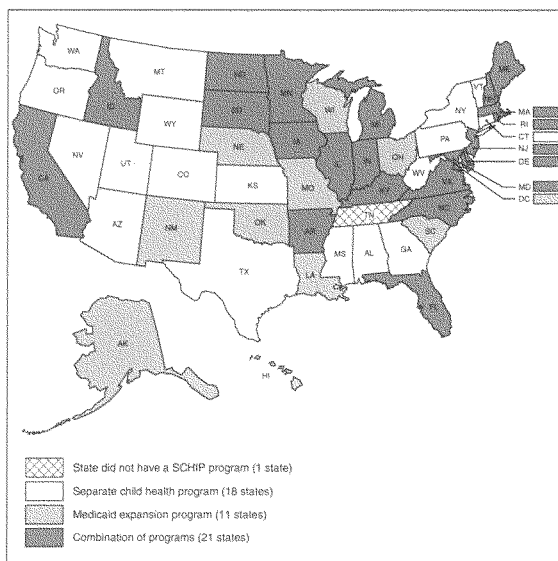 WA
MT
ND
MN
ME
VT
NH
OR
ID
SD
WI
MI
NY
MA
RI
CT
NJ
DE
MD
DC
WY
IA
PA
NE
IL
IN
OH
NV
UT
CO
KS
MO
KY
WV
VA
CA
AZ
NM
OK
AR
TN
NC
SC
TX
LA
MS
AL
GA
FL
AK
HI
State did not have a SCHIP program (1 state)
Separate child health program (18 states)
Medicaid expansion program (11 states)
Combination of programs (21 states)